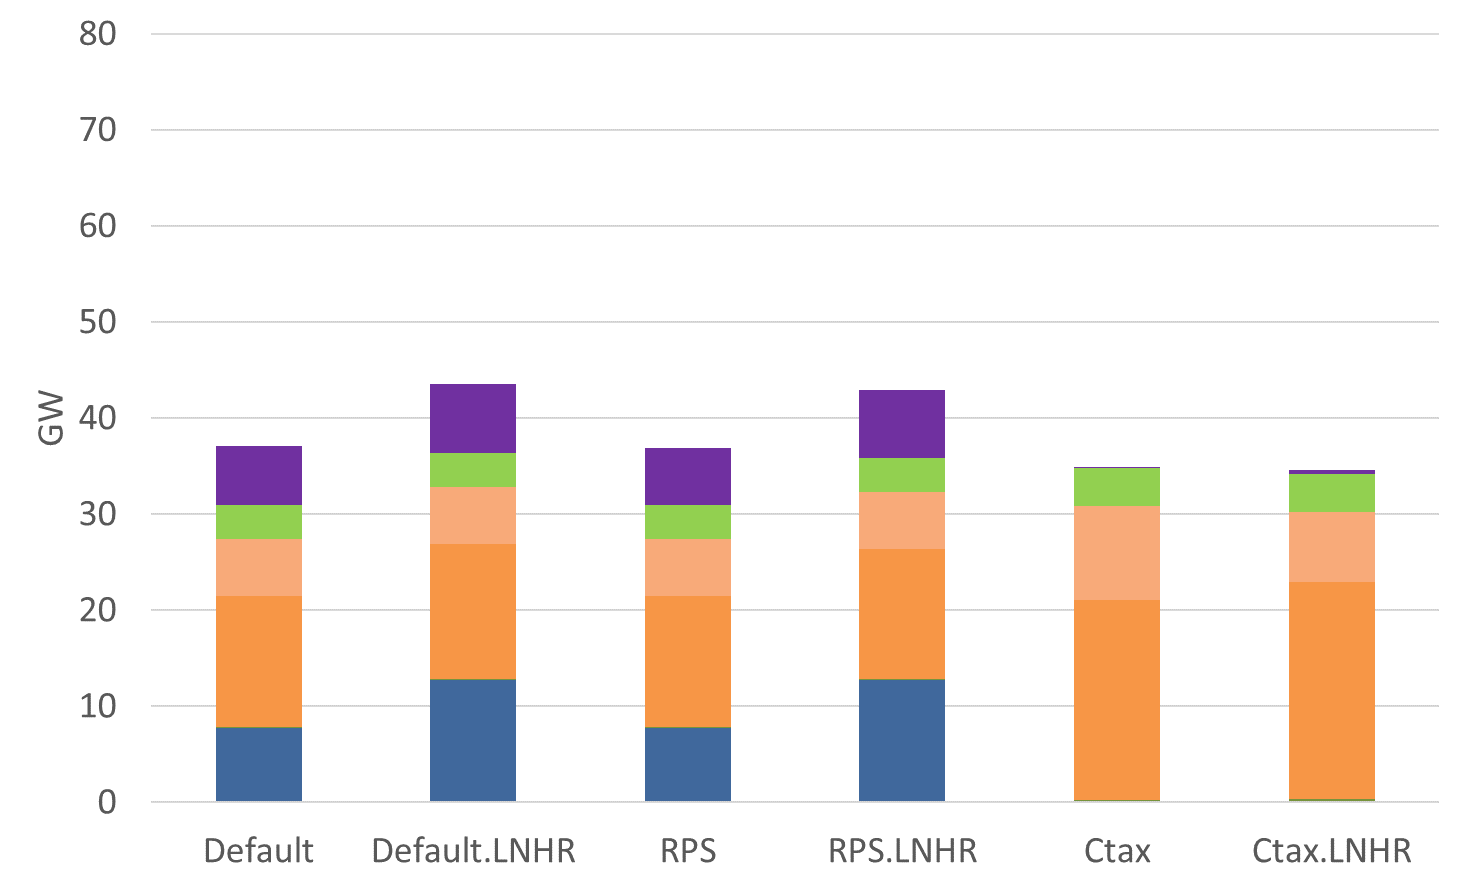 80
70
60
50
40
30
20
10
0
GW
Default
Default.LNHR
RPS
RPS.LNHR
Ctax
Ctax.LNHR